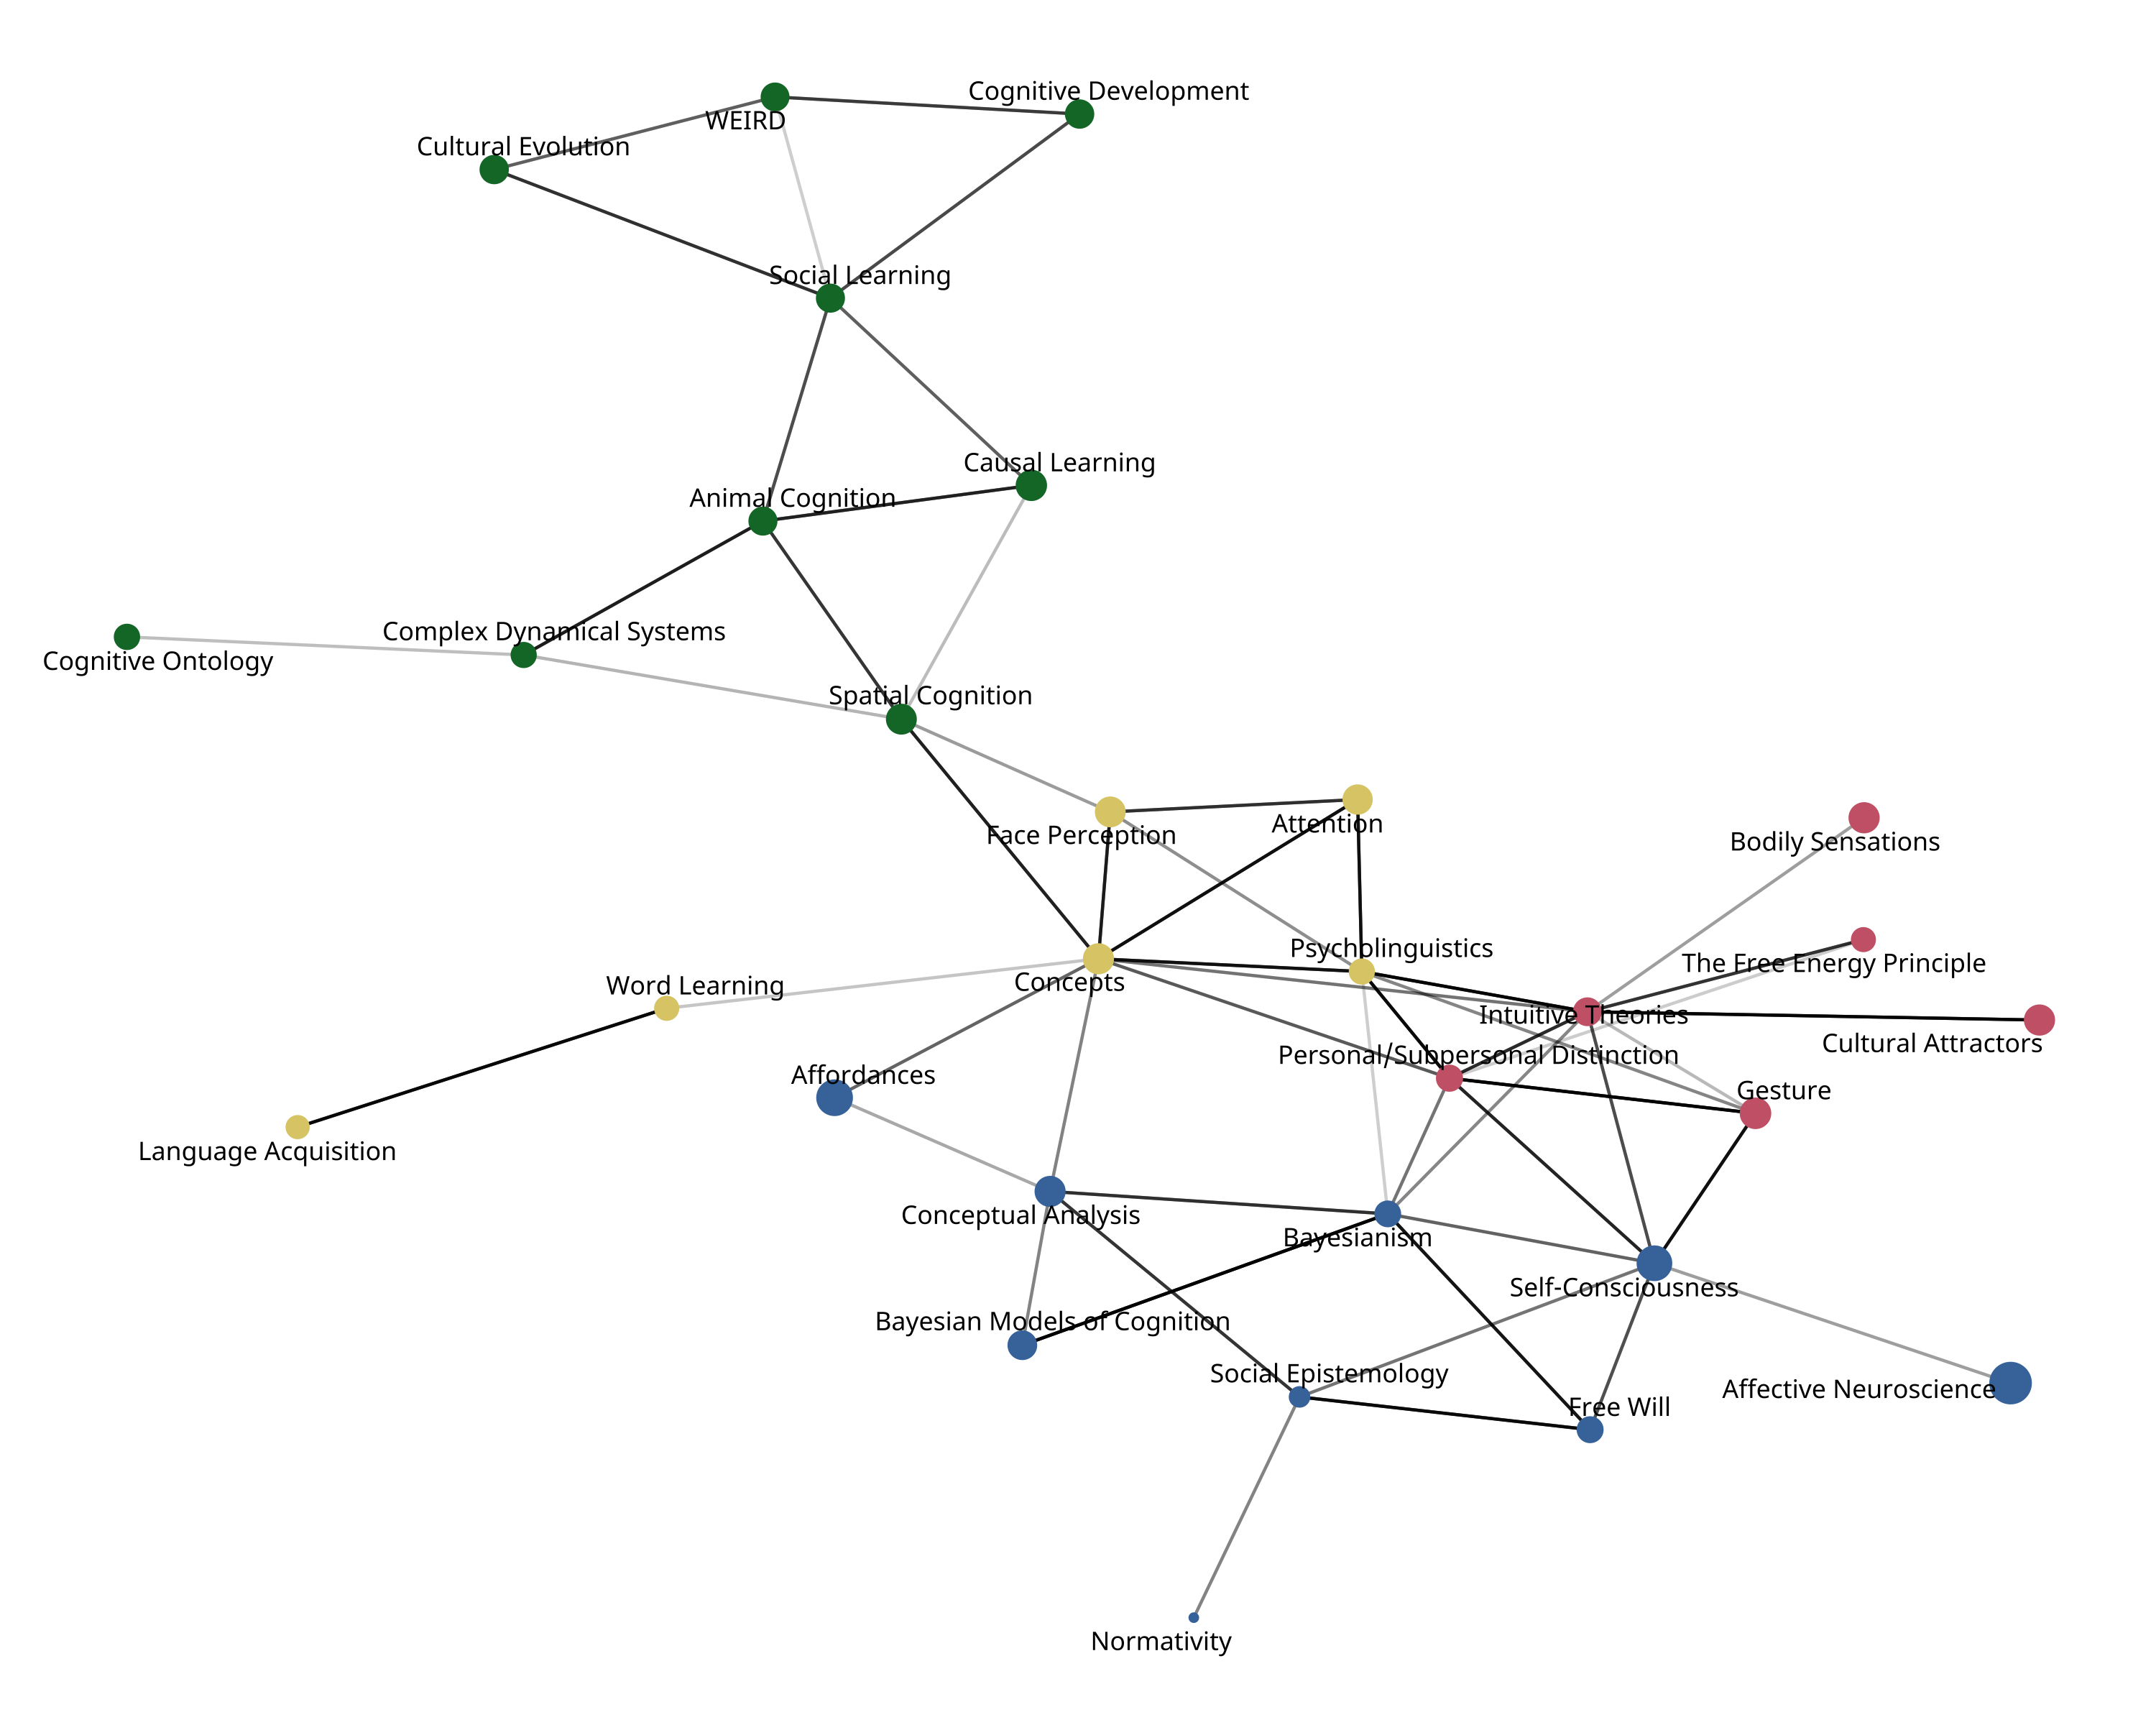 Cognitive Development
WEIRD
Cultural Evolution
Social Learning
Causal Learning
Animal Cognition
Complex Dynamical Systems
Cognitive Ontology
Spatial Cognition
Attention
Face Perception
Bodily Sensations
Psycholinguistics
The Free Energy Principle
Concepts
Word Learning
Intuitive Theories
Cultural Attractors
Personal/Subpersonal Distinction
Affordances
Gesture
Language Acquisition
Conceptual Analysis
Bayesianism
Self-Consciousness
Bayesian Models of Cognition
Social Epistemology
Affective Neuroscience
Free Will
Normativity